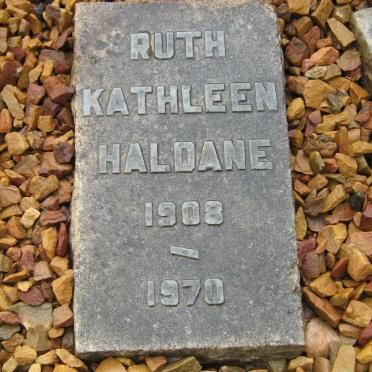 RUTH
KATHLEEN
HALDANE
1908
–
1970